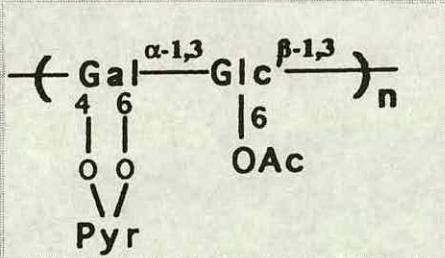 α-1,3 β-1,3
( Gal Glc )n
4 6 6
O O OAc
Pyr